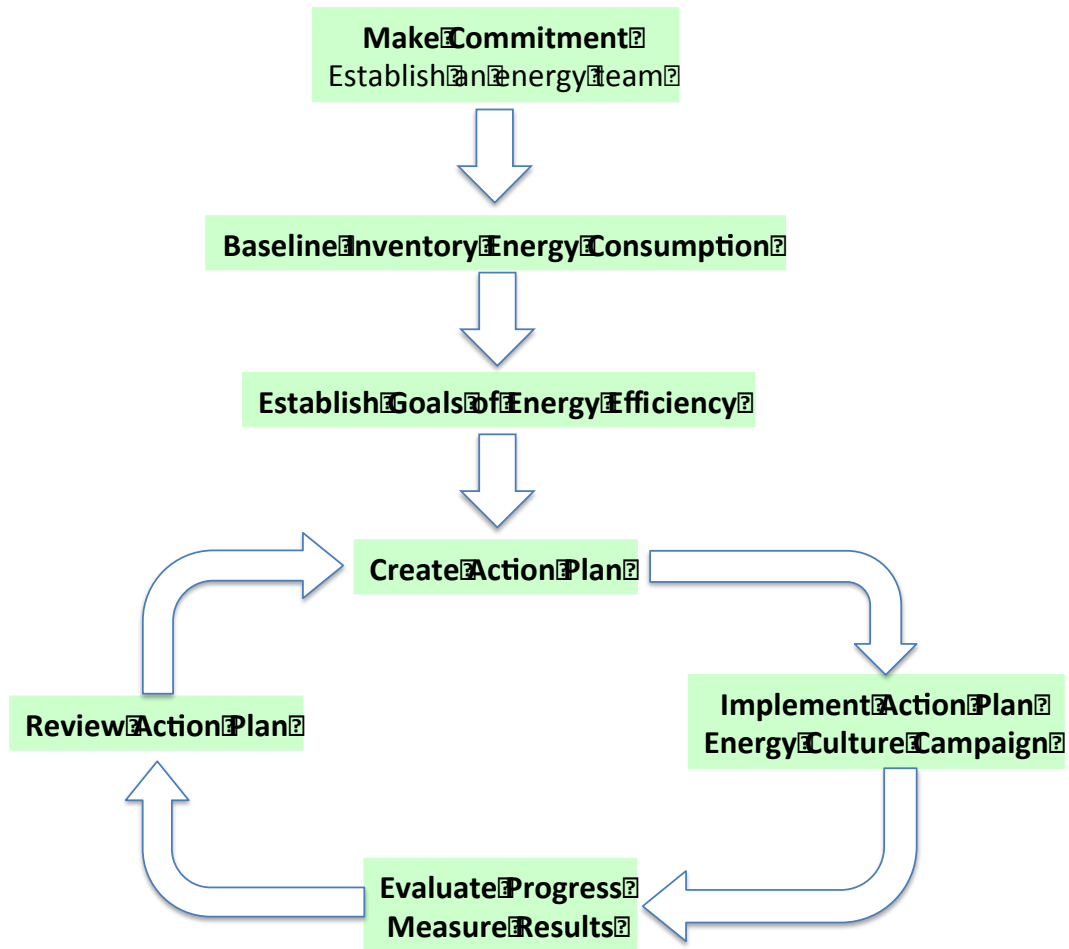 Make Commitment
Establish an energy team
Baseline Inventory Energy Consumption
Establish Goals of Energy Efficiency
Create Action Plan
Implement Action Plan
Energy Culture Campaign
Evaluate Progress
Measure Results
Review Action Plan